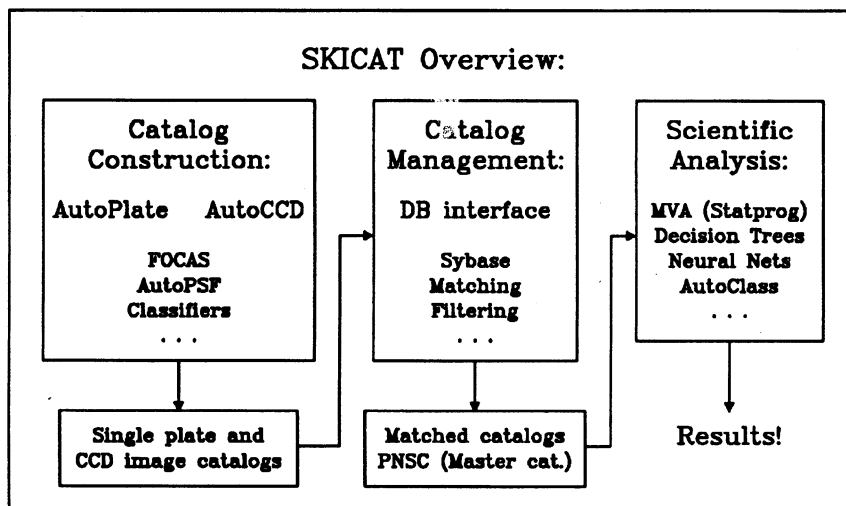 SKICAT Overview:
Catalog
Construction:
AutoPlate AutoCCD
FOCAS
AutoPSF
Classifiers
. . .
Single plate and
CCD image catalogs
Catalog
Management:
DB interface
Sybase
Matching
Filtering
. . .
Matched catalogs
PNSC (Master cat.)
Scientific
Analysis:
MVA (Statprog)
Decision Trees
Neural Nets
AutoClass
. . .
Results!